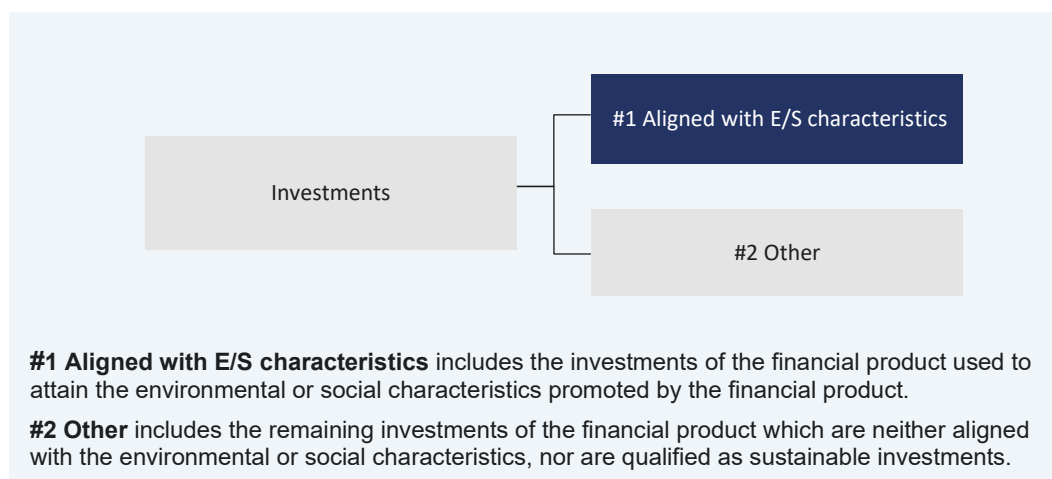 #1 Aligned with E/S characteristics
Investments
#2 Other
#1 Aligned with E/S characteristics includes the investments of the financial product used to
attain the environmental or social characteristics promoted by the financial product.
#2 Other includes the remaining investments of the financial product which are neither aligned
with the environmental or social characteristics, nor are qualified as sustainable investments.